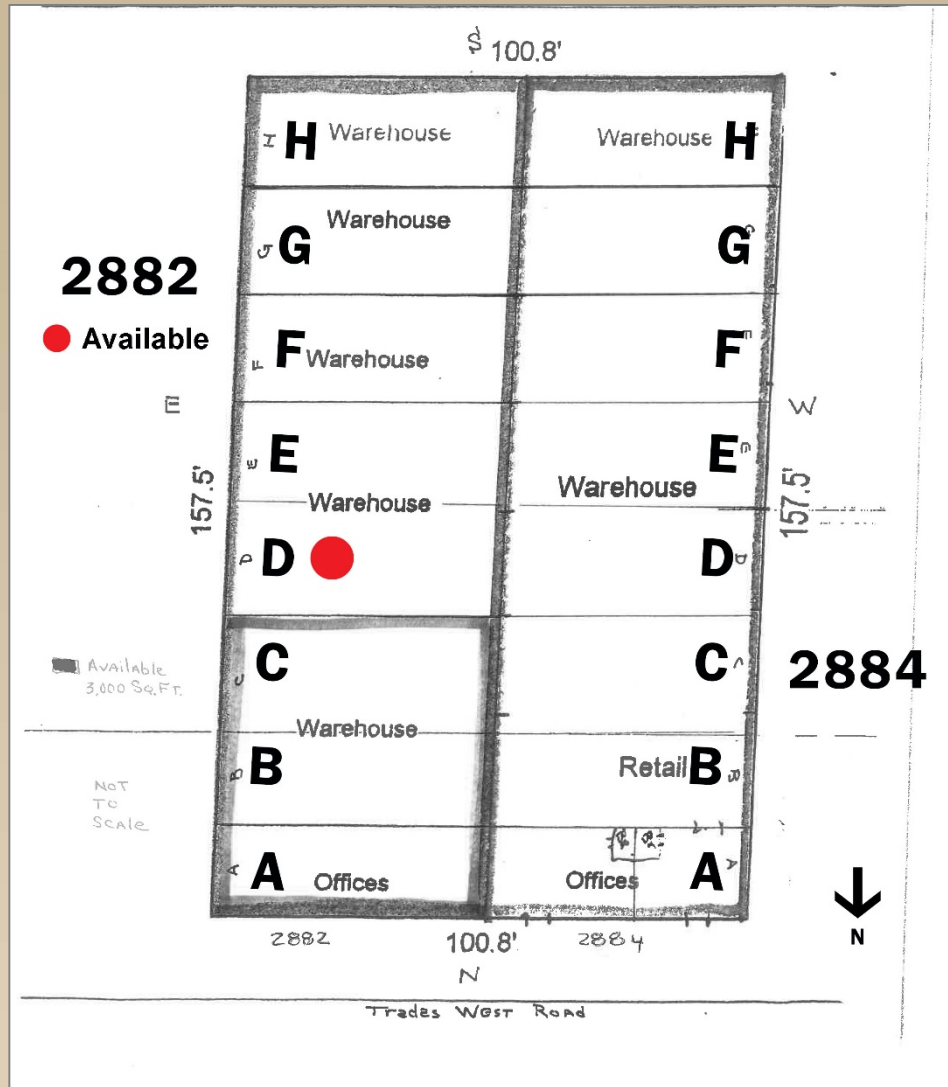 S 100.8'
H Warehouse
Warehouse H
Warehouse
G G
G G
2882
Available
F F Warehouse
F
E
W
E E
E E
Warehouse
Warehouse
157.5'
157.5'
D D
D D
Available
3,000 Sq.Ft.
C C
C
2884
Warehouse
B B
Retail B B
NOT
TO
SCALE
A A Offices
Offices A A
N
2882
100.8'
2884
N
Trades West Road